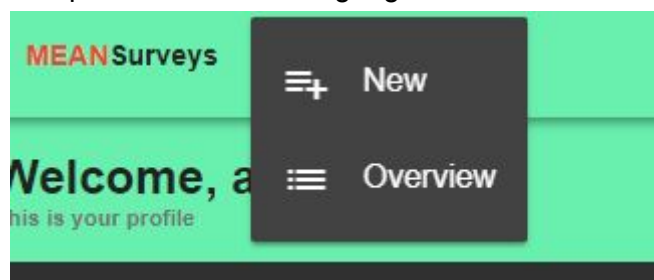 MEANSurveys
New
Welcome, a
Overview
his is your profile